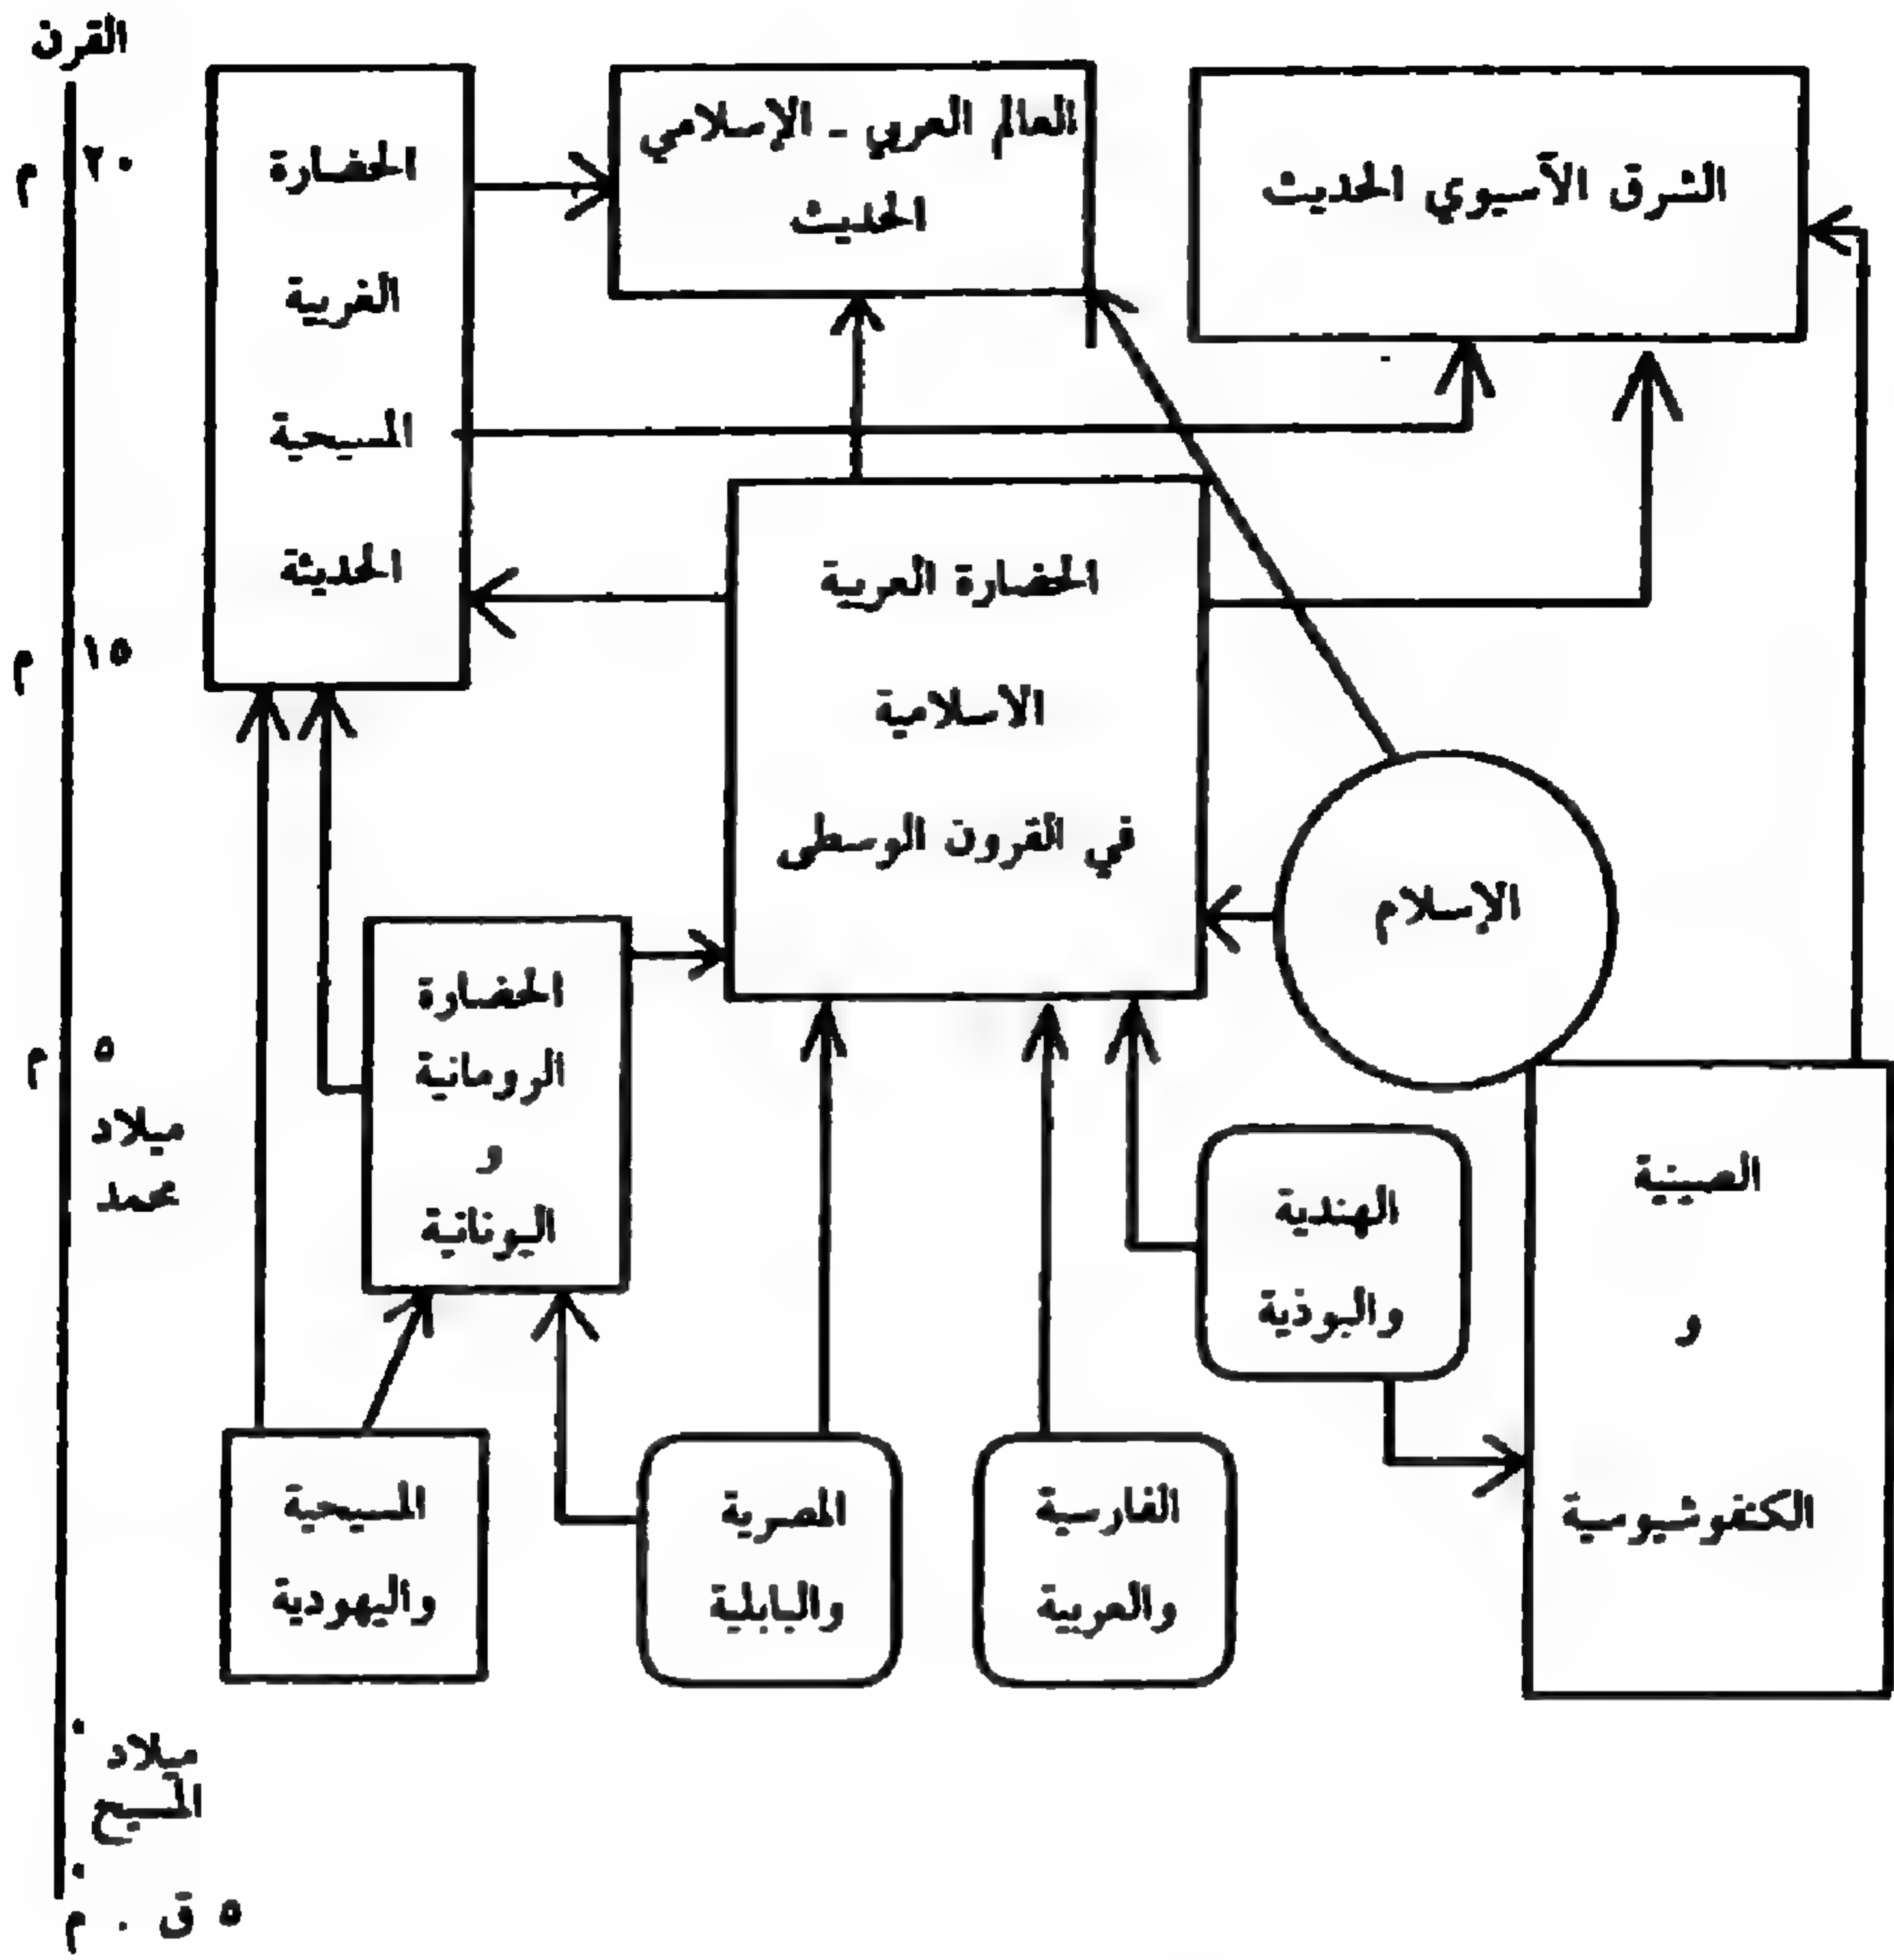 القرن
٢٠ م
١٥ م
٥ م
ميلاد
محمد
ميلاد
المسيح
٥ ق . م
الشرق الآسيوي الحديث
العالم العربي ـ الإسلامي
الحديث
الحضارة
الغربية
المسيحية
الحديثة
الحضارة العربية
الاسلامية
في القرون الوسطى
الإسلام
الحضارة
الرومانية
و
اليونانية
الصينية
و
الكنفوشيوسية
الهندية
والبوذية
الفارسية
والعربية
المصرية
والبابلية
المسيحية
واليهودية